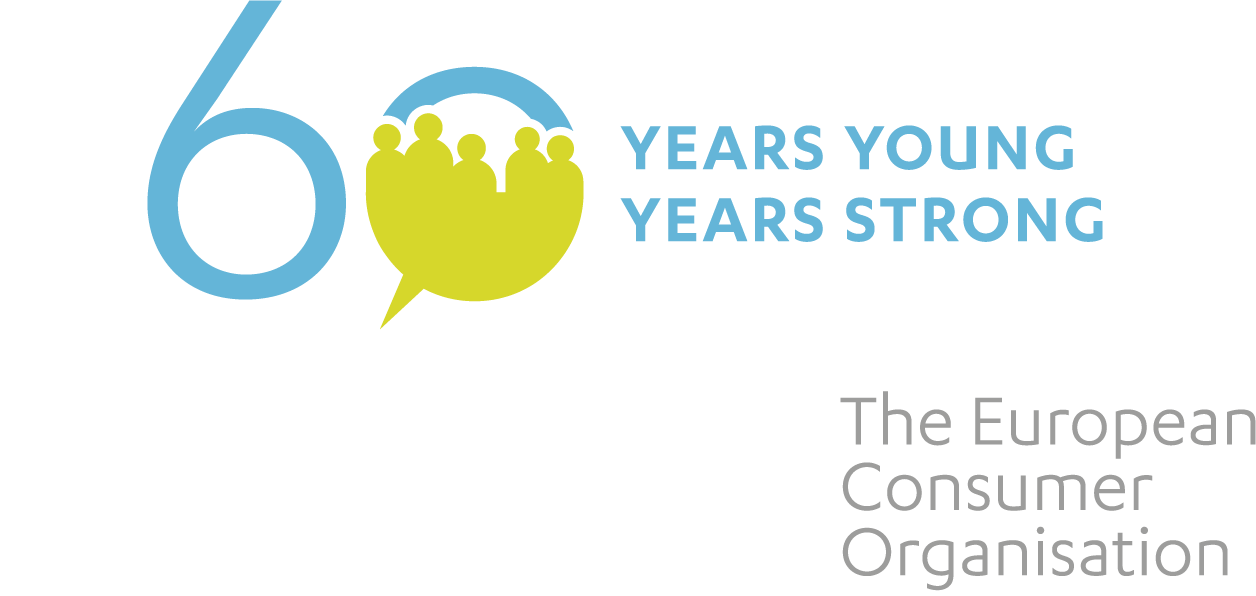 60
YEARS YOUNG
YEARS STRONG
The European
Consumer
Organisation